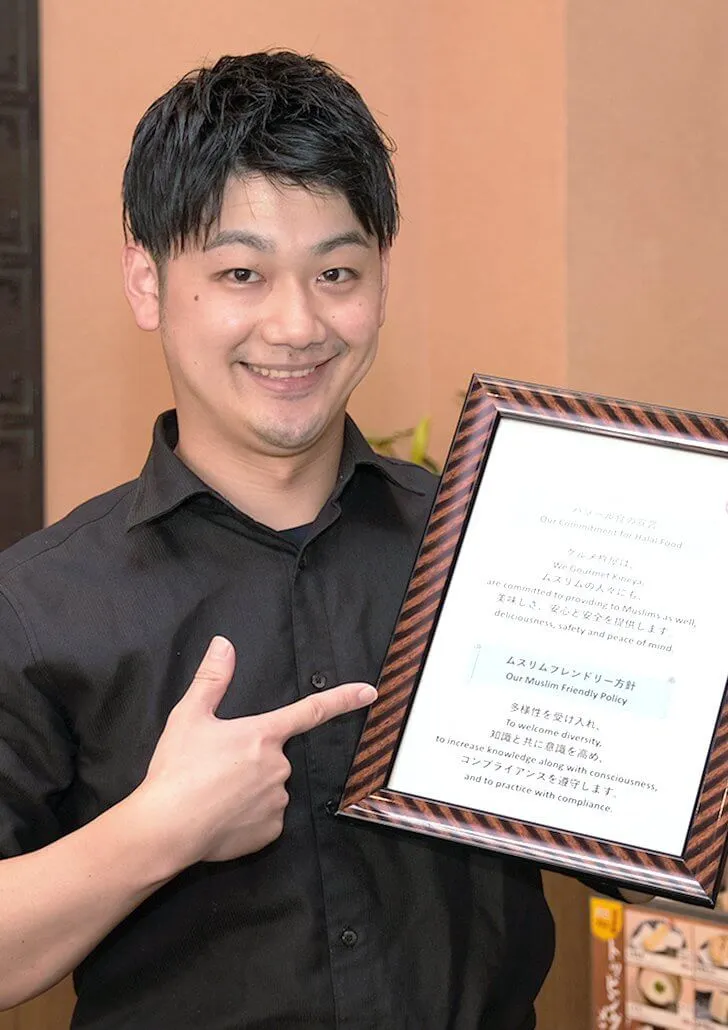 ハラール食の宣言
Our Commitment for Halal Food
グルメ杵屋は、
We Gourmet Kineya,
ムスリムの人々にも、
are committed to providing to Muslims as well,
美味しさ、安心と安全を提供します
deliciousness, safety and peace of mind.
ムスリムフレンドリー方針
Our Muslim Friendly Policy
多様性を受け入れ、
To welcome diversity,
知識と共に意識を高め、
to increase knowledge along with consciousness,
コンプライアンスを遵守します。
and to practice with compliance.